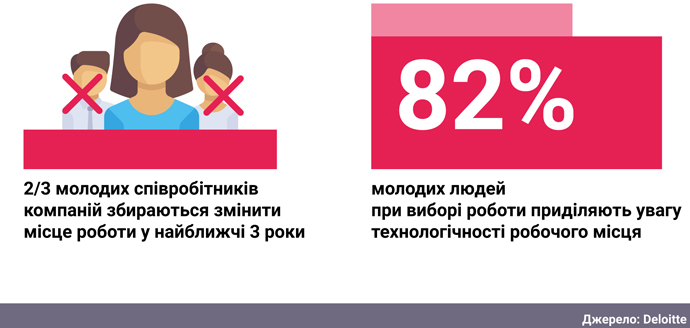 2/3 молодих співробітників
компаній збираються змінити
місце роботи у найближчі 3 роки
82%
молодих людей
при виборі роботи приділяють увагу
технологічності робочого місця
Джерело: Deloitte